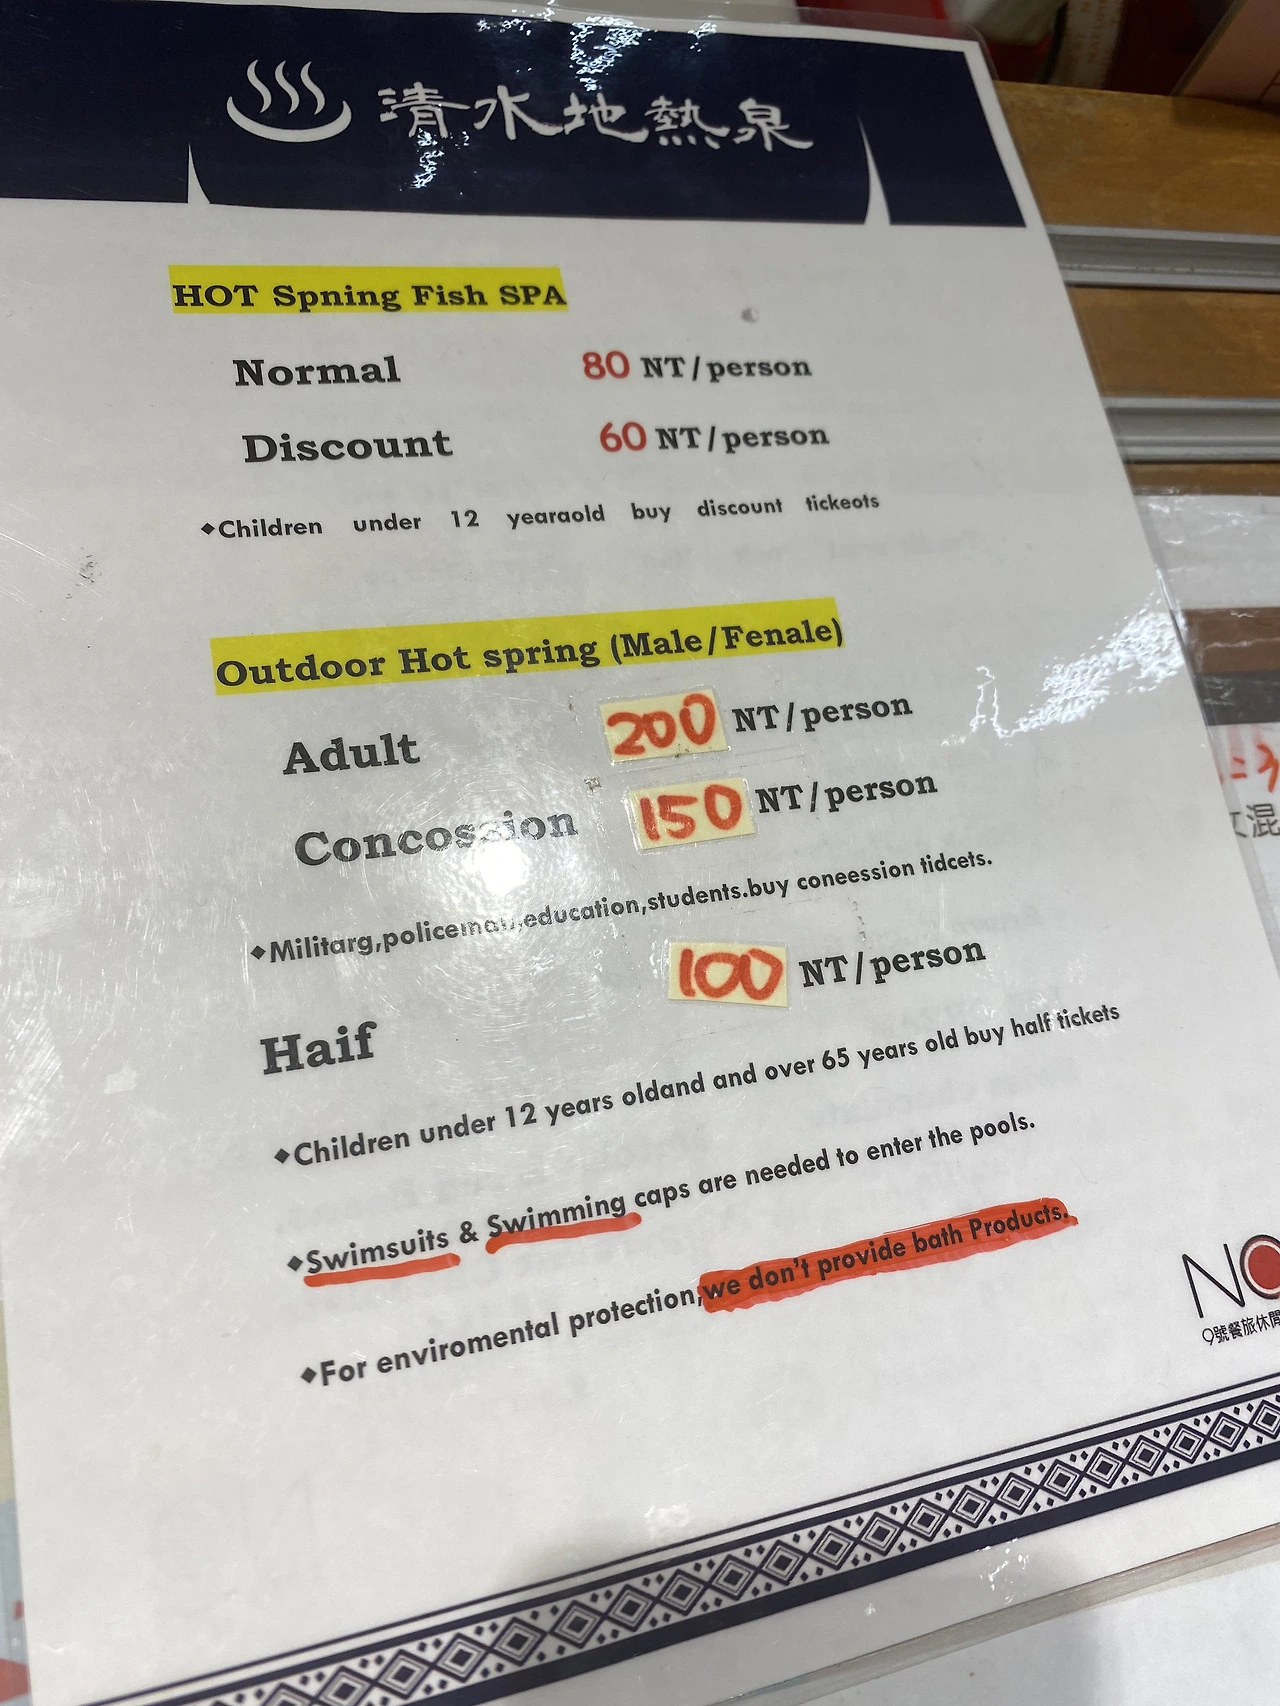 清水地熱泉
HOT Spning Fish SPA
Normal 80 NT/person
Discount 60 NT/person
◆Children under 12 yearaold buy discount tickeots
Outdoor Hot spring (Male/Fenale)
Adult 200 NT/person
Concossion 150 NT/person
◆Militarg,policeman,education,students.buy coneession tidcets.
100 NT/person
Haif
◆Children under 12 years oldand and over 65 years old buy half tickets
◆Swimsuits & Swimming caps are needed to enter the pools.
◆For enviromental protection,we don't provide bath Products.
NO
9號餐旅休閒
混